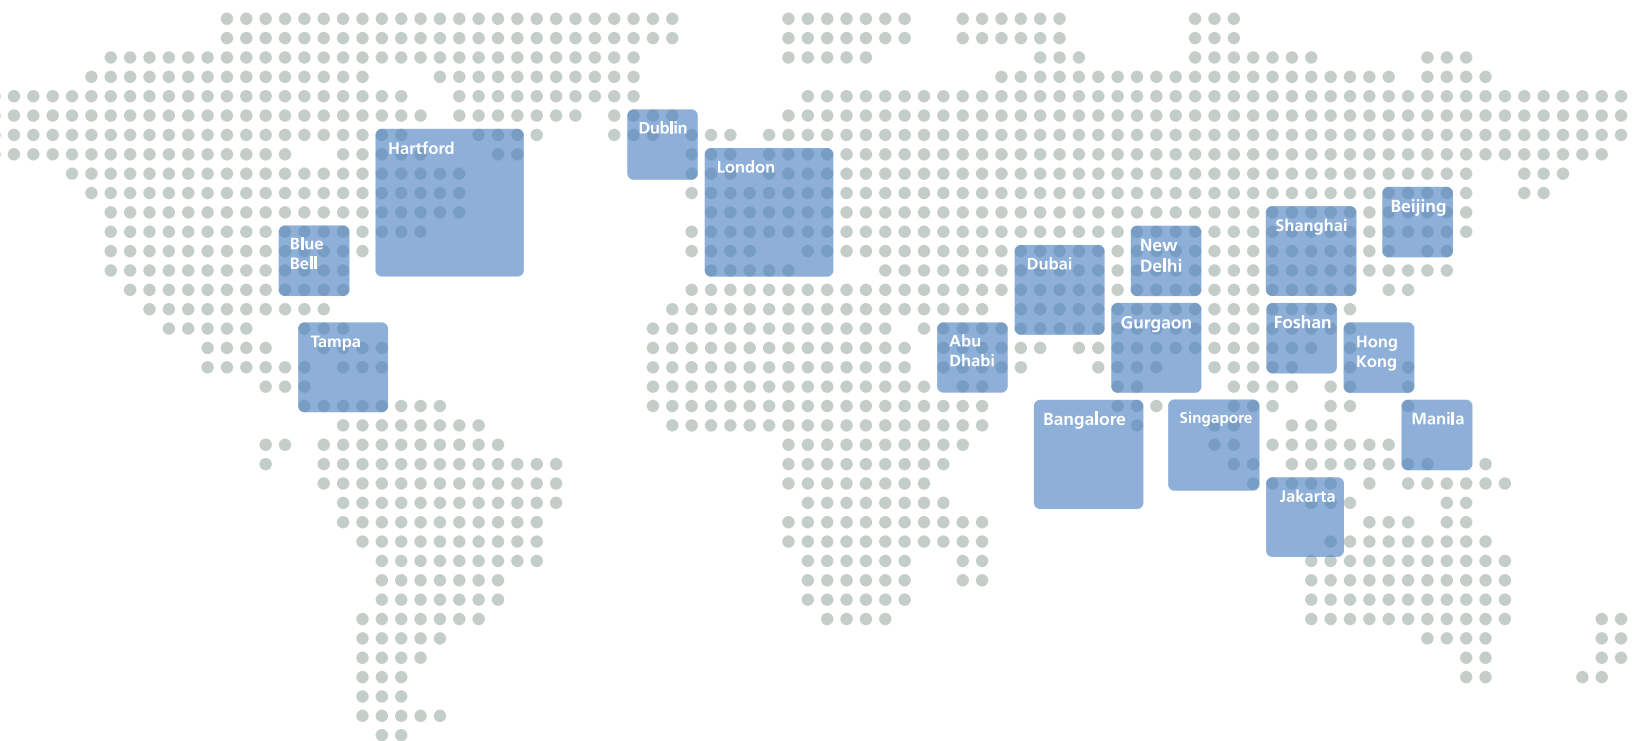 Dublin
Hartford
London
Beijing
Shanghai
Blue
Bell
New
Delhi
Dubai
Gurgaon
Foshan
Tampa
Abu
Dhabi
Hong
Kong
Bangalore
Singapore
Manila
Jakarta